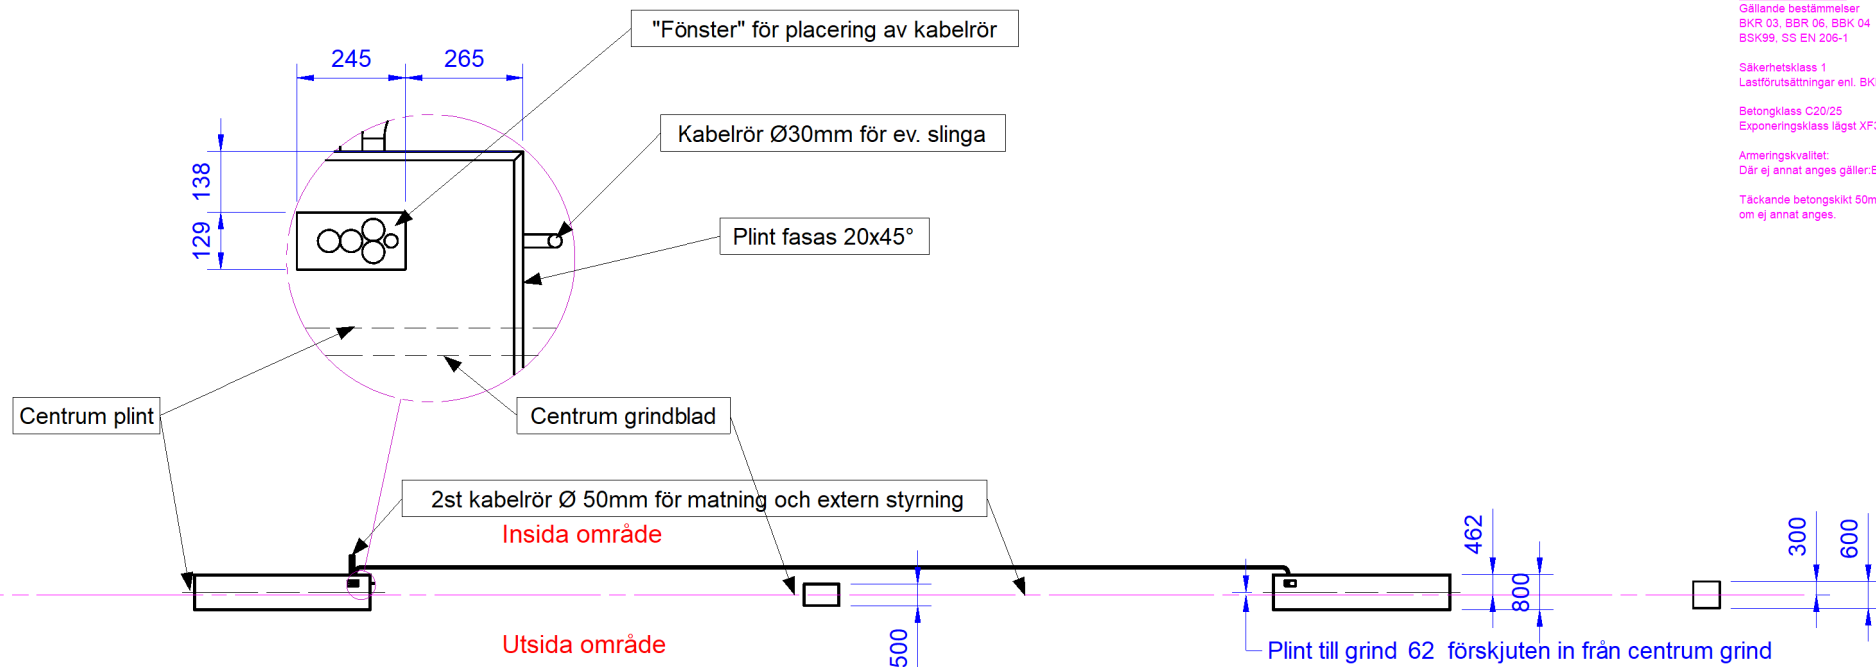 "Fönster" för placering av kabelrör
245
265
Kabelrör Ø30mm för ev. slinga
138
129
Plint fasas 20x45°
Centrum plint
Centrum grindblad
2st kabelrör Ø 50mm för matning och extern styrning
Insida område
Utsida område
500
462
800
300
600
Plint till grind 62 förskjuten in från centrum grind
Gällande bestämmelser
BKR 03, BBR 06, BBK 04
BSK99, SS EN 206-1
Säkerhetsklass 1
Lastförutsättningar enl. BK
Betongklass C20/25
Exponeringsklass lägst XF3
Armeringskvalitet:
Där ej annat anges gäller:
Täckande betongskikt 50m
om ej annat anges.